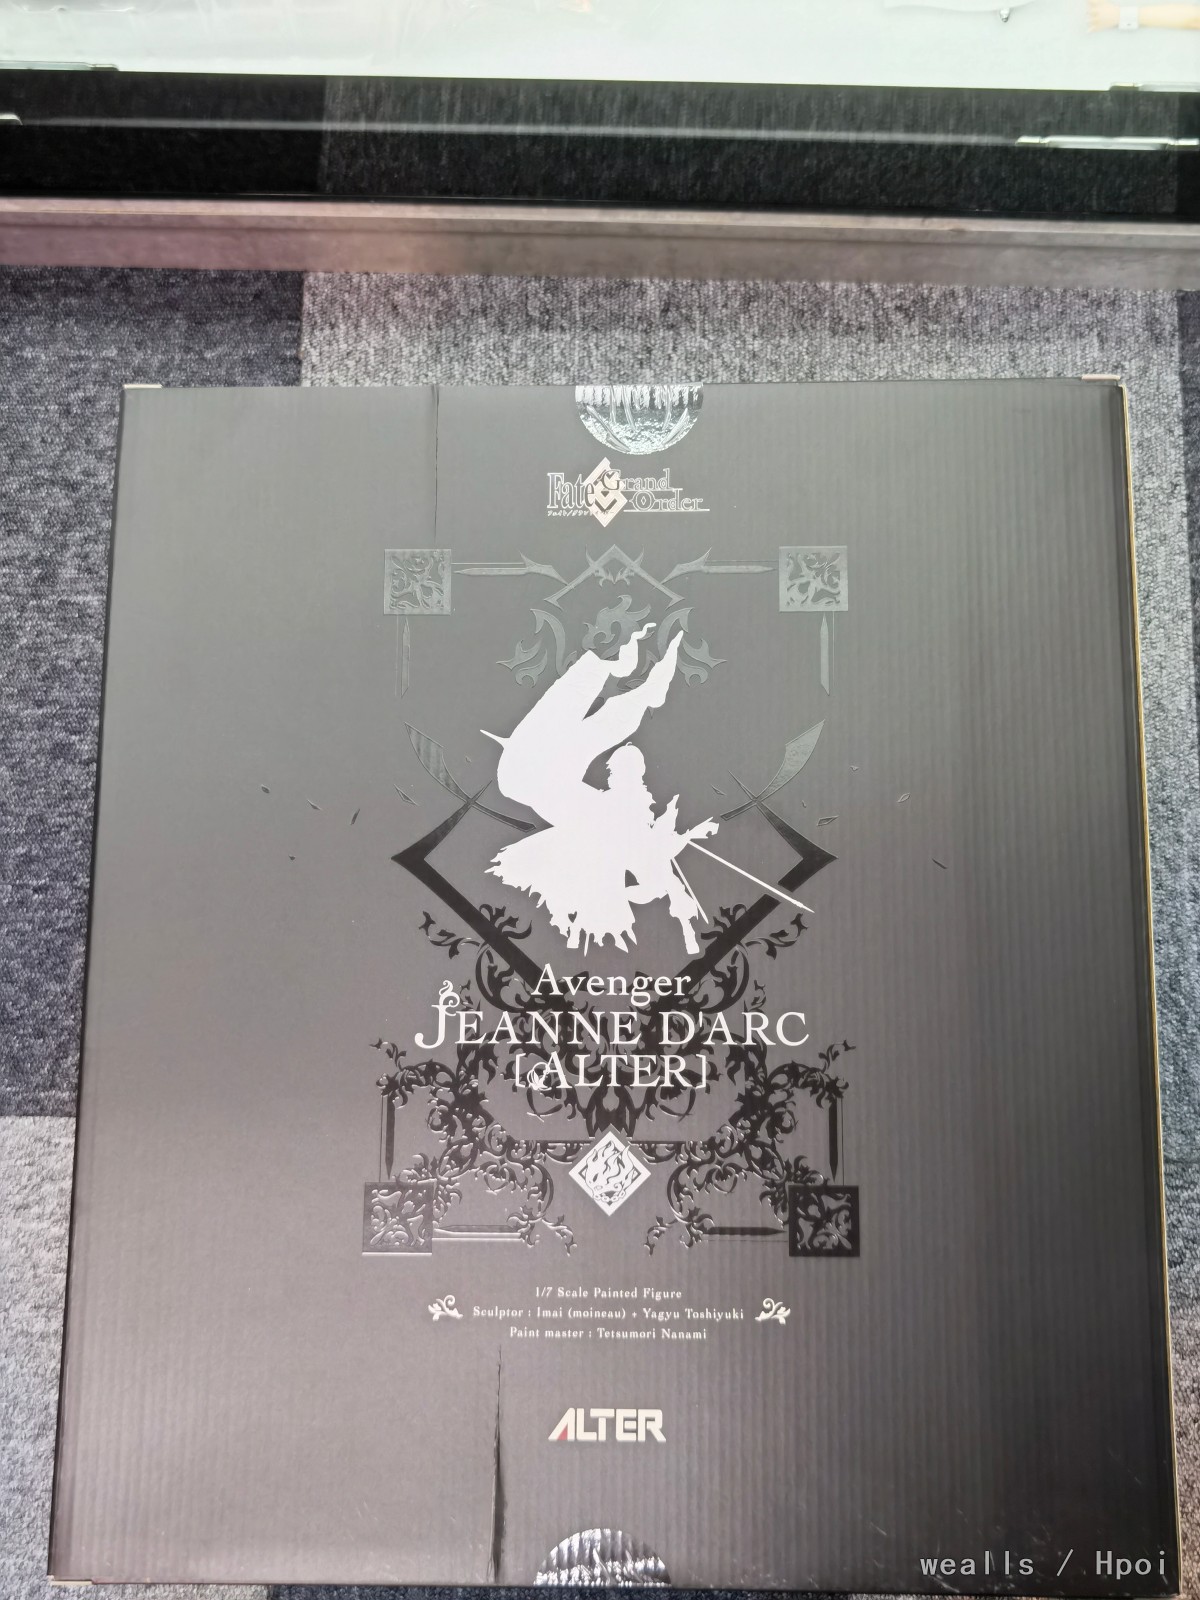 Fate Grand
Order
Avenger
JEANNE D'ARC
[ALTER]
1/7 Scale Painted Figure
Sculptor : Imai (moineau) + Yagyu Toshiyuki
Paint master : Tetsumori Nanami
ALTER
wealls / Hpoi